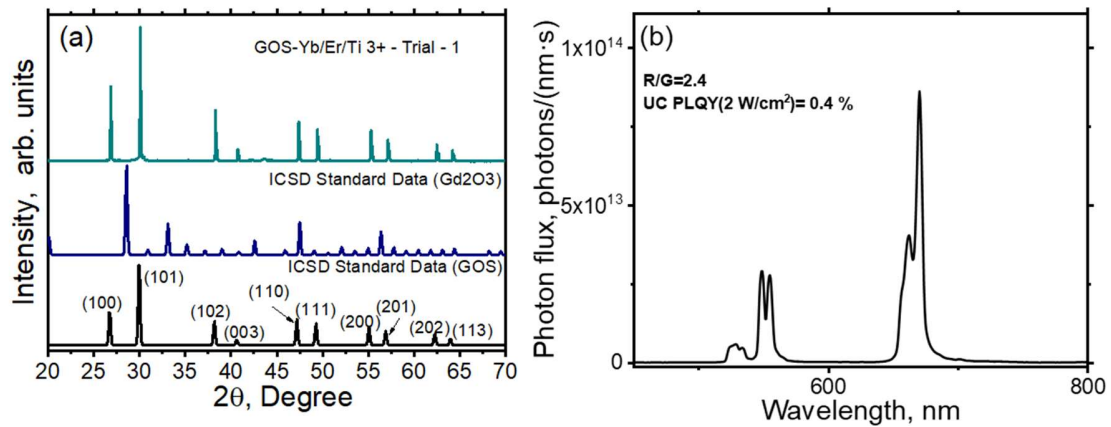 (a)
GOS-Yb/Er/Ti 3+ - Trial - 1
ICSD Standard Data (Gd2O3)
ICSD Standard Data (GOS)
(100)
(101)
(102)
(003)
(110)
(111)
(200)
(201)
(202)
(113)
Intensity, arb. units
20 25 30 35 40 45 50 55 60 65 70
2θ, Degree
(b)
R/G=2.4
UC PLQY(2 W/cm²)= 0.4 %
Photon flux, photons/(nm·s)
1x10¹⁴
5x10¹³
0
600 800
Wavelength, nm